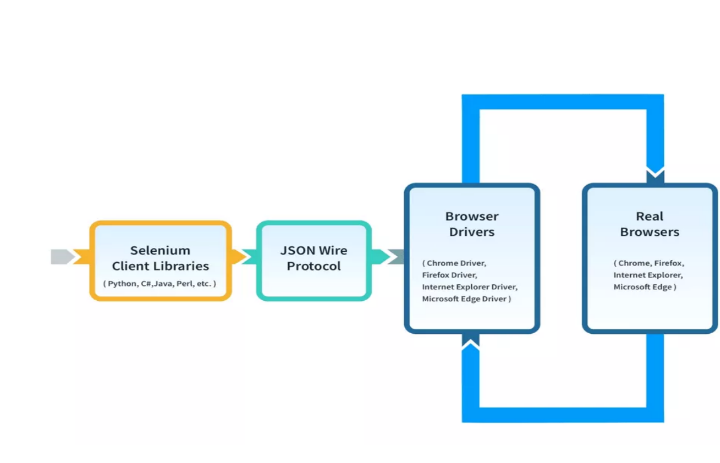 Selenium
Client Libraries
( Python, C#,Java, Perl, etc. )
JSON Wire
Protocol
Browser
Drivers
( Chrome Driver,
Firefox Driver,
Internet Explorer Driver,
Microsoft Edge Driver )
Real
Browsers
( Chrome, Firefox,
Internet Explorer,
Microsoft Edge )